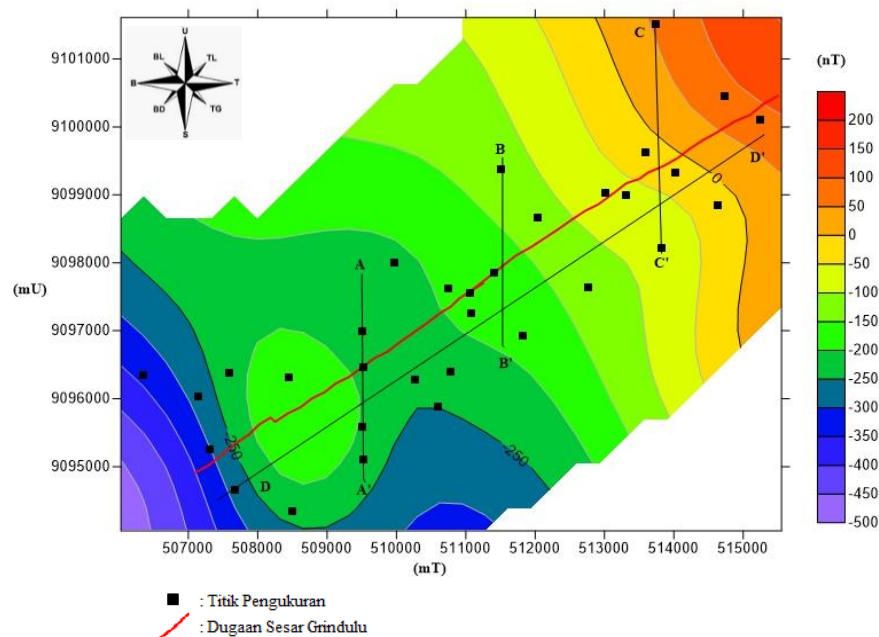 U
BL TL
B T
BD TG
S
9101000
9100000
9099000
9098000
9097000
9096000
9095000
(mU)
C
B
A
0
D'
C'
B'
-250
D
A'
-250
507000 508000 509000 510000 511000 512000 513000 514000 515000
(mT)
(nT)
200
150
100
50
0
-50
-100
-150
-200
-250
-300
-350
-400
-450
-500
: Titik Pengukuran
: Dugaan Sesar Grindulu